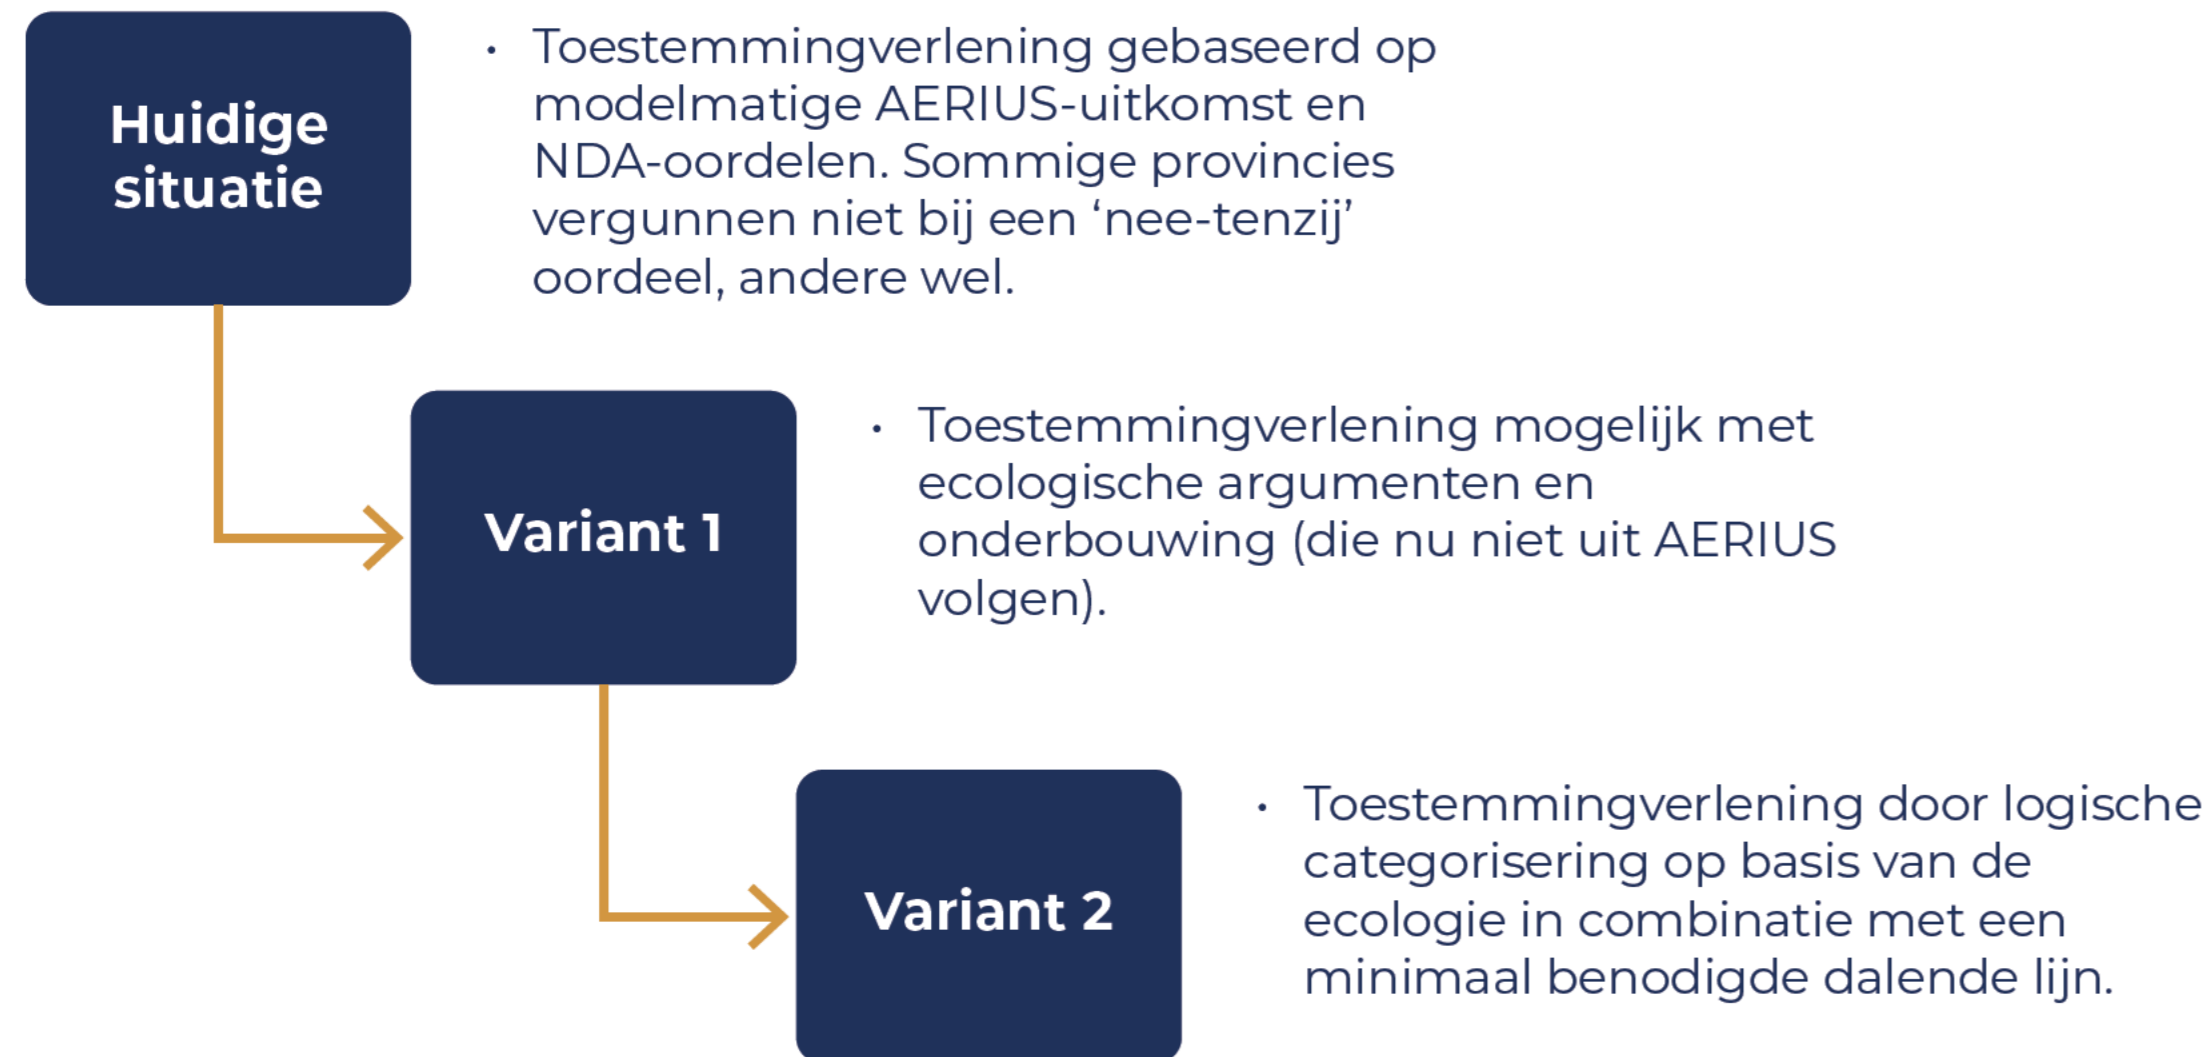 Huidige
situatie
· Toestemmingverlening gebaseerd op
modelmatige AERIUS-uitkomst en
NDA-oordelen. Sommige provincies
vergunnen niet bij een ‘nee-tenzij’
oordeel, andere wel.
Variant 1
· Toestemmingverlening mogelijk met
ecologische argumenten en
onderbouwing (die nu niet uit AERIUS
volgen).
Variant 2
· Toestemmingverlening door logische
categorisering op basis van de
ecologie in combinatie met een
minimaal benodigde dalende lijn.